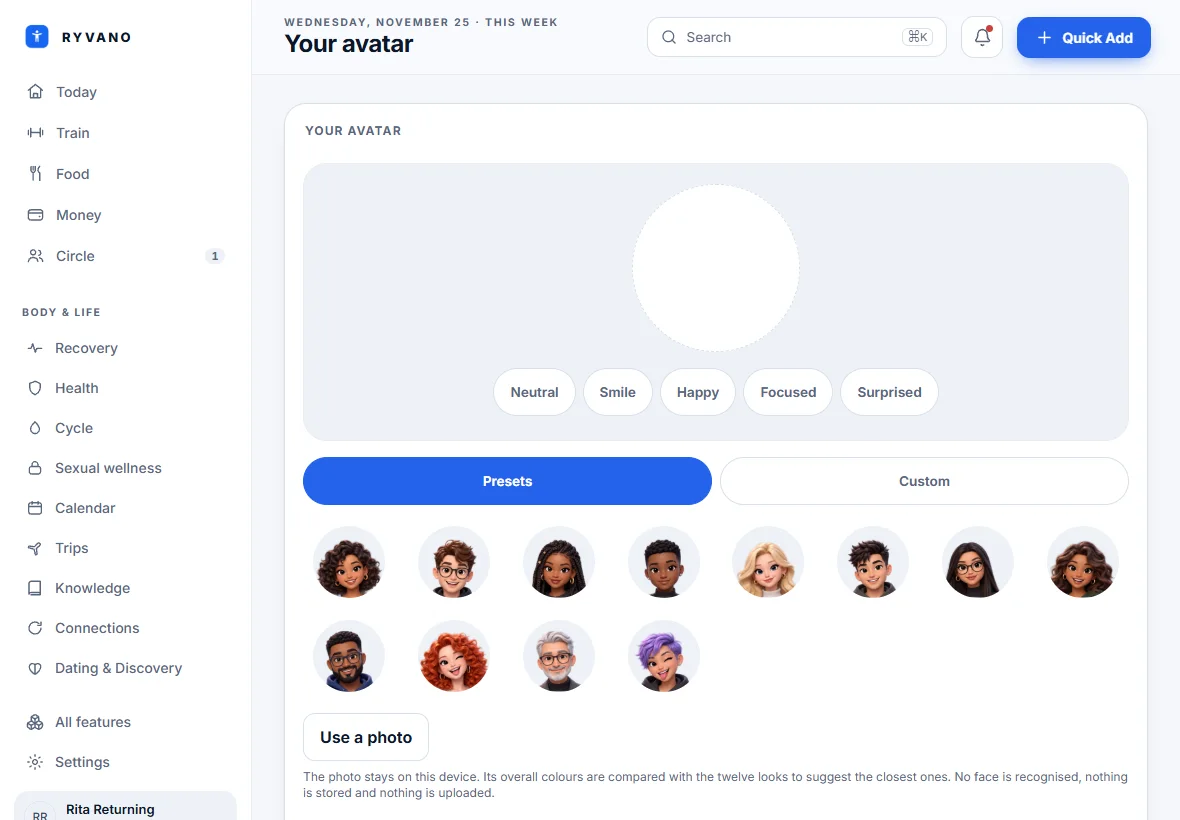 RYVANO
Today
Train
Food
Money
Circle 1
BODY & LIFE
Recovery
Health
Cycle
Sexual wellness
Calendar
Trips
Knowledge
Connections
Dating & Discovery
All features
Settings
RR Rita Returning
WEDNESDAY, NOVEMBER 25 · THIS WEEK
Your avatar
Search ⌘K
Quick Add
YOUR AVATAR
Neutral Smile Happy Focused Surprised
Presets Custom
Use a photo
The photo stays on this device. Its overall colours are compared with the twelve looks to suggest the closest ones. No face is recognised, nothing
is stored and nothing is uploaded.